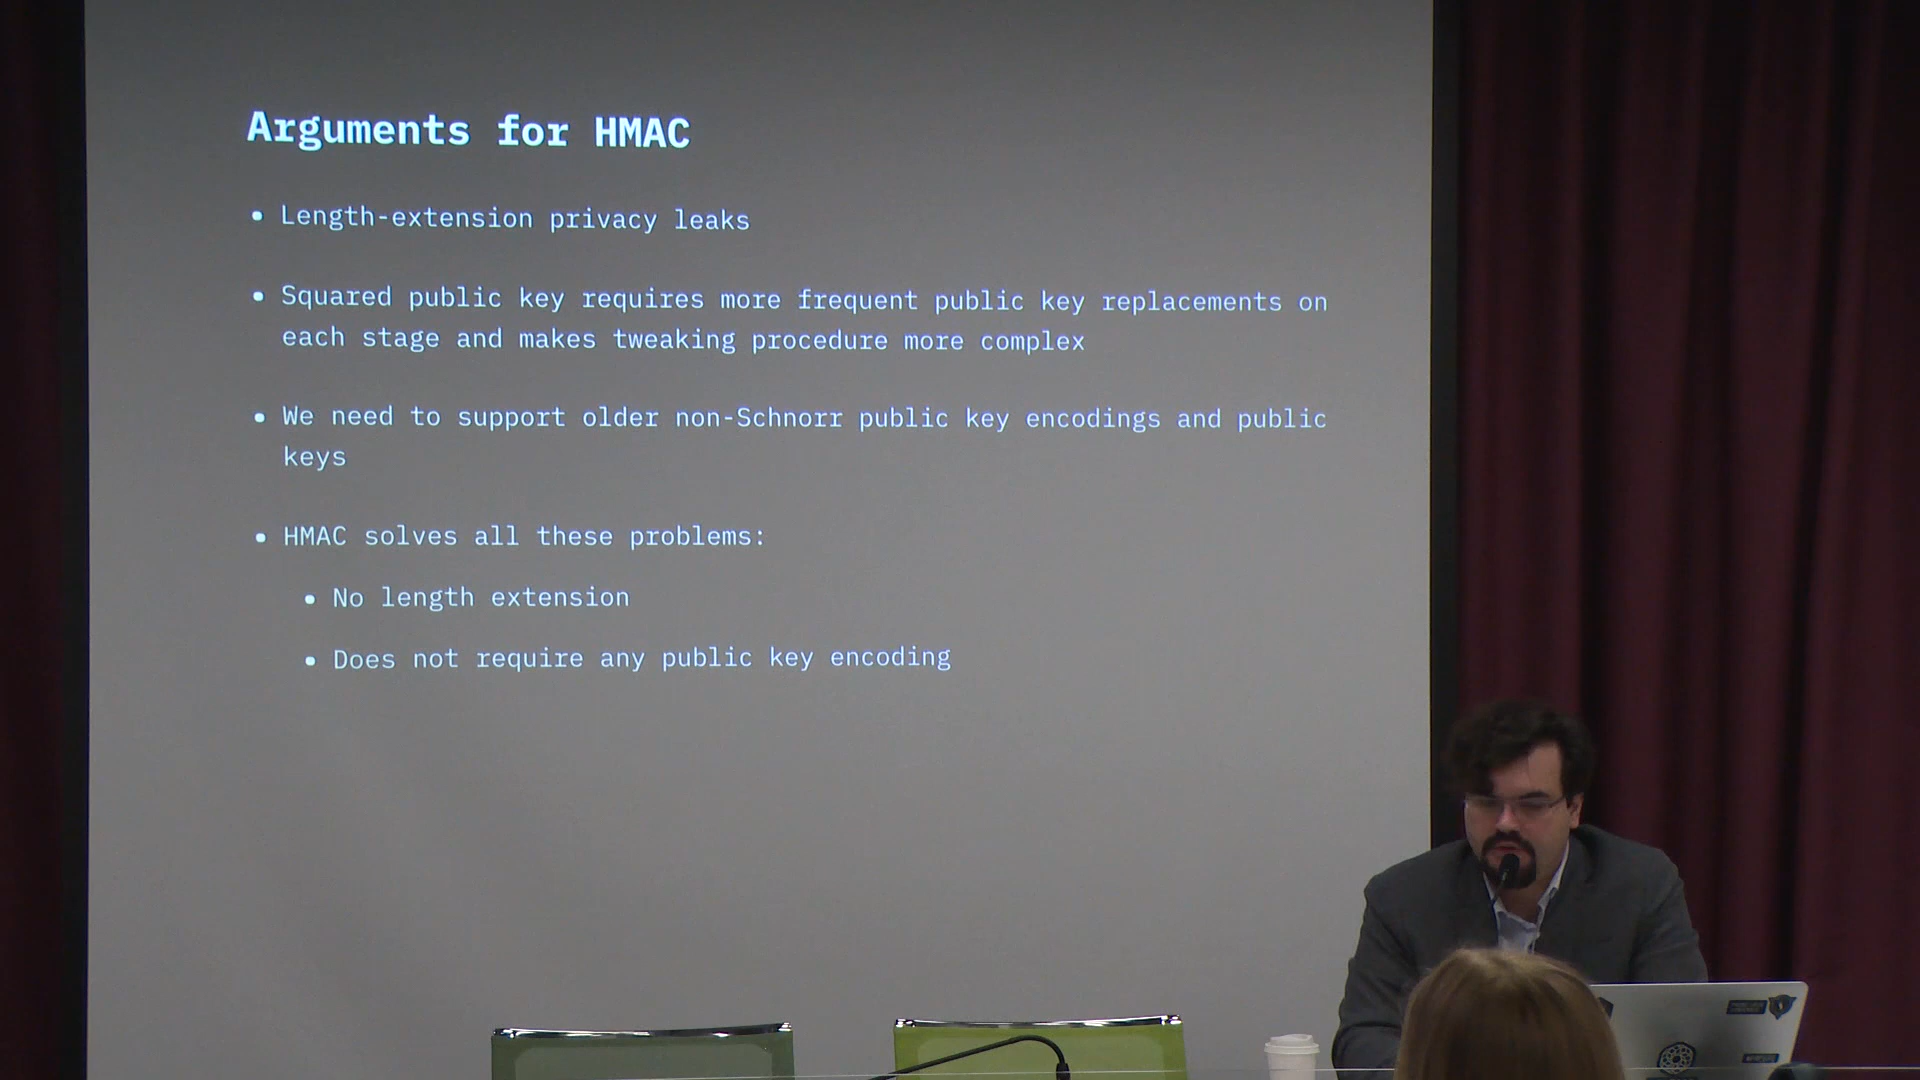 Arguments for HMAC
• Length-extension privacy leaks
• Squared public key requires more frequent public key replacements on
each stage and makes tweaking procedure more complex
• We need to support older non-Schnorr public key encodings and public
keys
• HMAC solves all these problems:
• No length extension
• Does not require any public key encoding